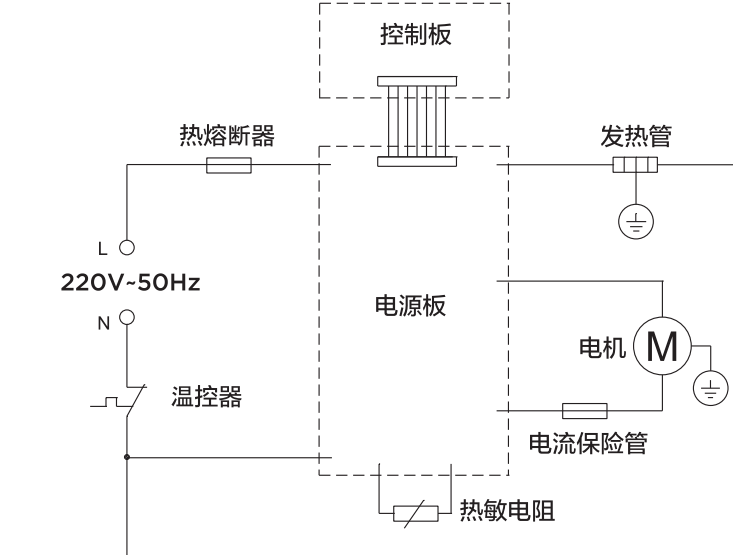 控制板
热熔断器
发热管
L
220V~50Hz
电源板
N
电机
M
温控器
电流保险管
热敏电阻